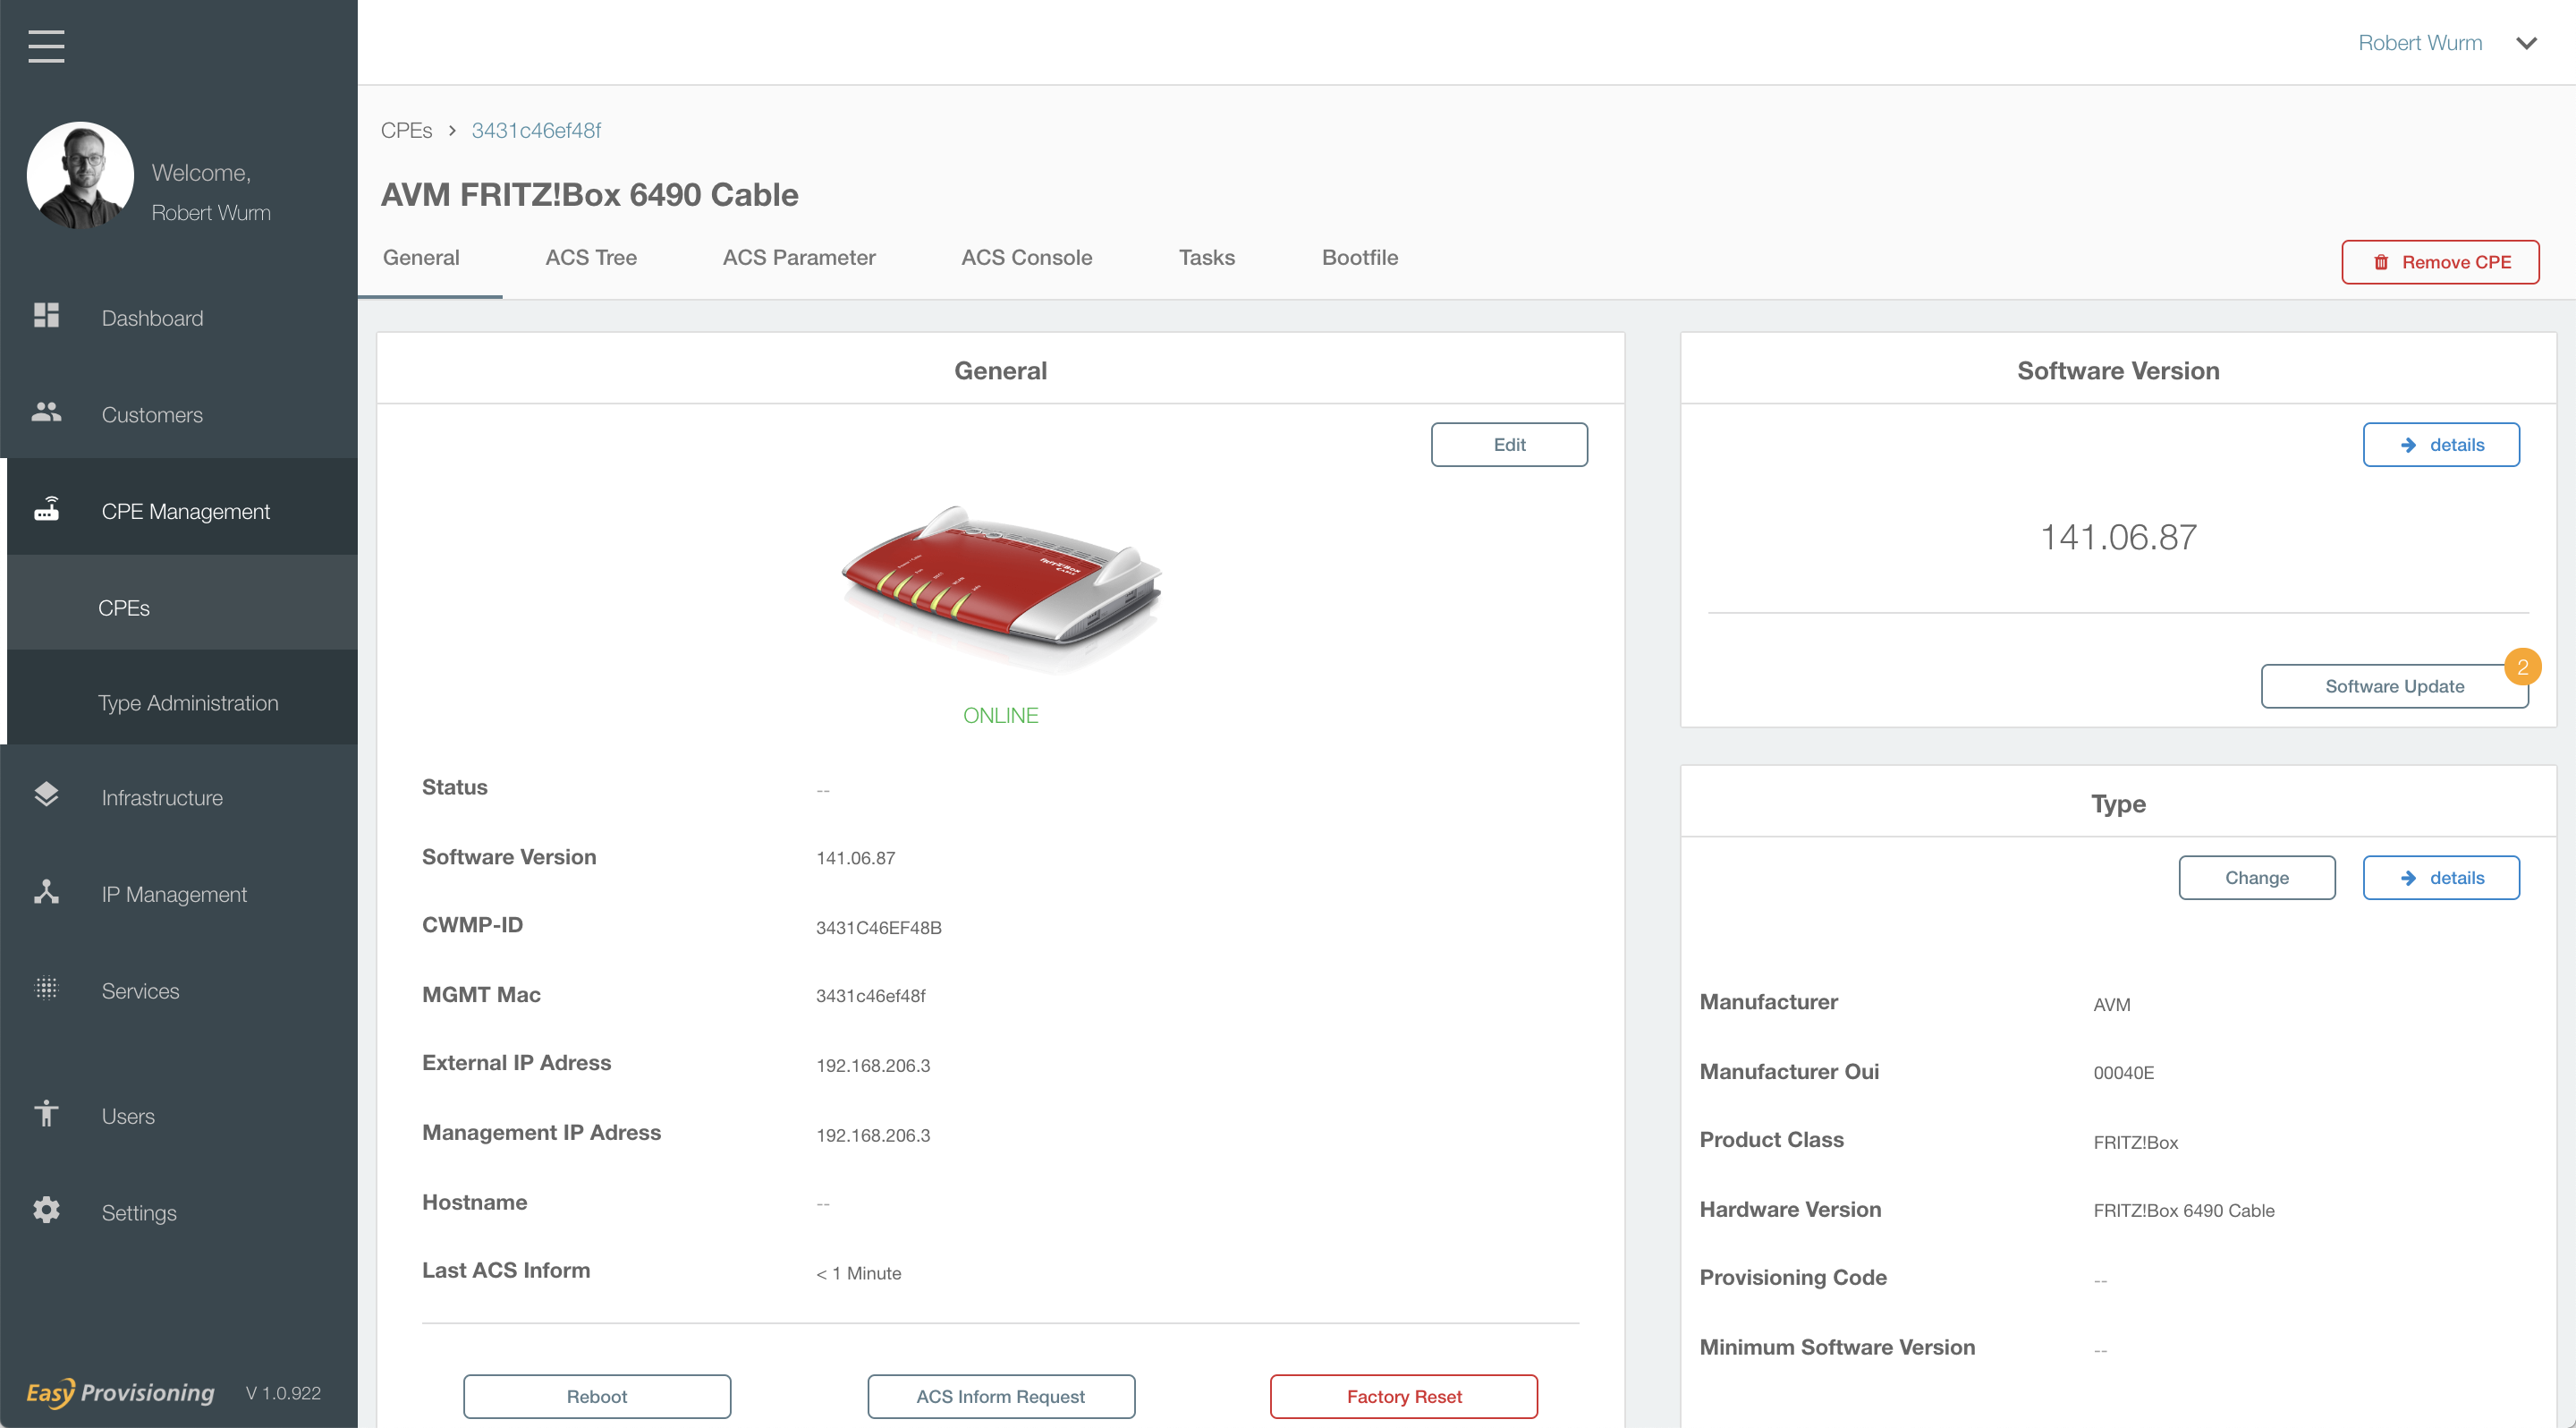 Robert Wurm
Welcome,
Robert Wurm
Dashboard
Customers
CPE Management
CPEs
Type Administration
Infrastructure
IP Management
Services
Users
Settings
Easy Provisioning V 1.0.922
CPEs > 3431c46ef48f
AVM FRITZ!Box 6490 Cable
General ACS Tree ACS Parameter ACS Console Tasks Bootfile
Remove CPE
General
Edit
FRITZ!Box
ONLINE
Status --
Software Version 141.06.87
CWMP-ID 3431C46EF48B
MGMT Mac 3431c46ef48f
External IP Adress 192.168.206.3
Management IP Adress 192.168.206.3
Hostname --
Last ACS Inform < 1 Minute
Reboot ACS Inform Request Factory Reset
Software Version
details
141.06.87
Software Update 2
Type
Change details
Manufacturer AVM
Manufacturer Oui 00040E
Product Class FRITZ!Box
Hardware Version FRITZ!Box 6490 Cable
Provisioning Code --
Minimum Software Version --